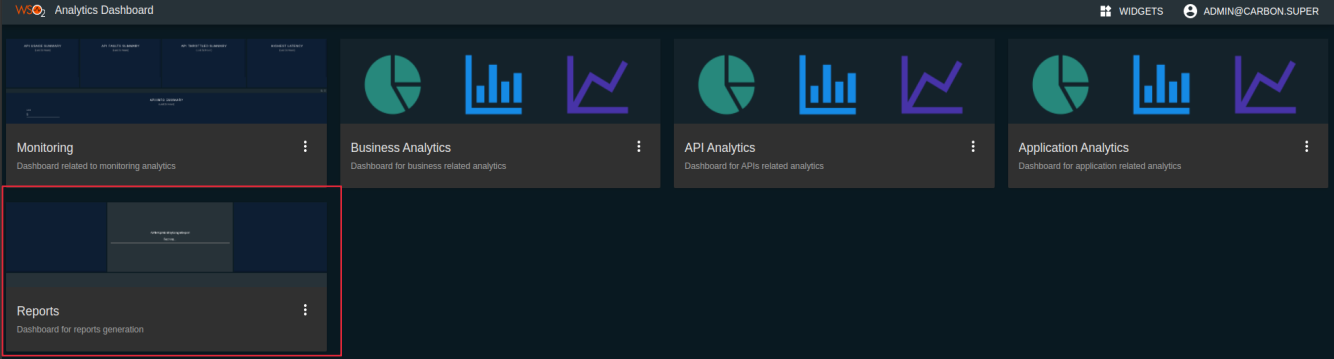 WSO2 Analytics Dashboard
WIDGETS
ADMIN@CARBON.SUPER
Monitoring
Dashboard related to monitoring analytics
Business Analytics
Dashboard for business related analytics
API Analytics
Dashboard for APIs related analytics
Application Analytics
Dashboard for application related analytics
Reports
Dashboard for reports generation